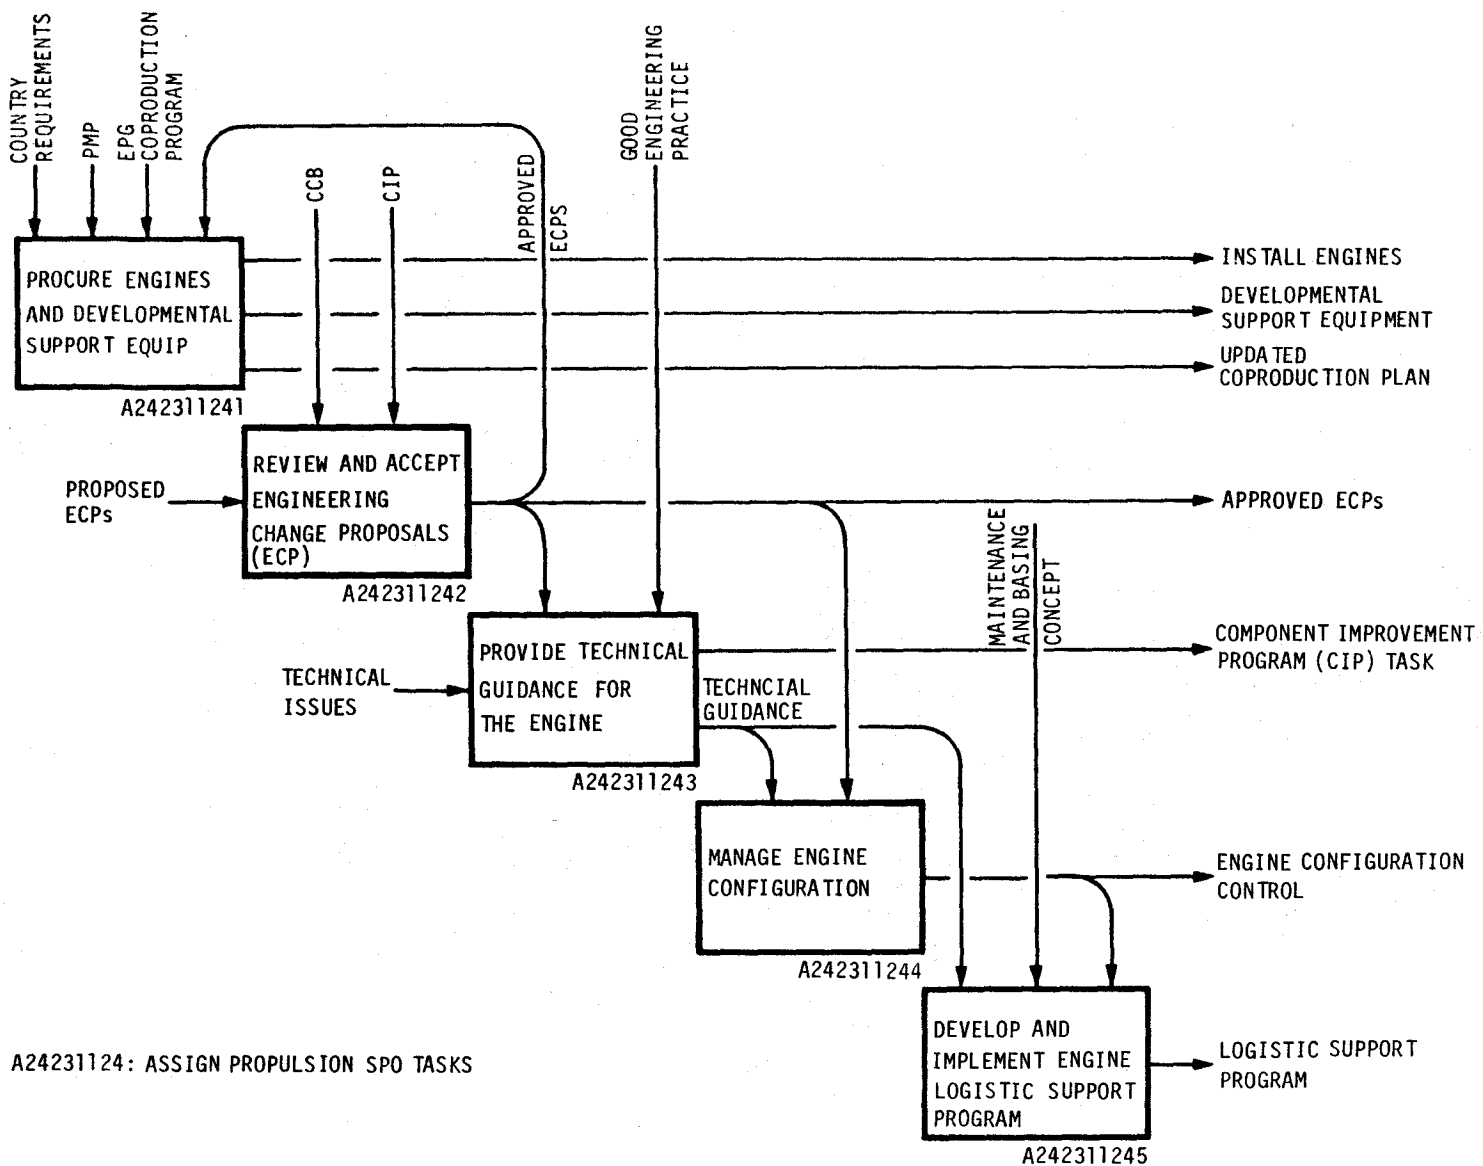 COUNTRY
REQUIREMENTS
PMP
EPG
COPRODUCTION
PROGRAM
CCB
CIP
APPROVED
ECPS
GOOD
ENGINEERING
PRACTICE
PROCURE ENGINES
AND DEVELOPMENTAL
SUPPORT EQUIP
A242311241
INSTALL ENGINES
DEVELOPMENTAL
SUPPORT EQUIPMENT
UPDATED
COPRODUCTION PLAN
PROPOSED
ECPs
REVIEW AND ACCEPT
ENGINEERING
CHANGE PROPOSALS
(ECP)
A242311242
APPROVED ECPs
MAINTENANCE
AND BASING
CONCEPT
TECHNICAL
ISSUES
PROVIDE TECHNICAL
GUIDANCE FOR
THE ENGINE
A242311243
TECHNCIAL
GUIDANCE
COMPONENT IMPROVEMENT
PROGRAM (CIP) TASK
MANAGE ENGINE
CONFIGURATION
A242311244
ENGINE CONFIGURATION
CONTROL
DEVELOP AND
IMPLEMENT ENGINE
LOGISTIC SUPPORT
PROGRAM
A242311245
LOGISTIC SUPPORT
PROGRAM
A24231124: ASSIGN PROPULSION SPO TASKS